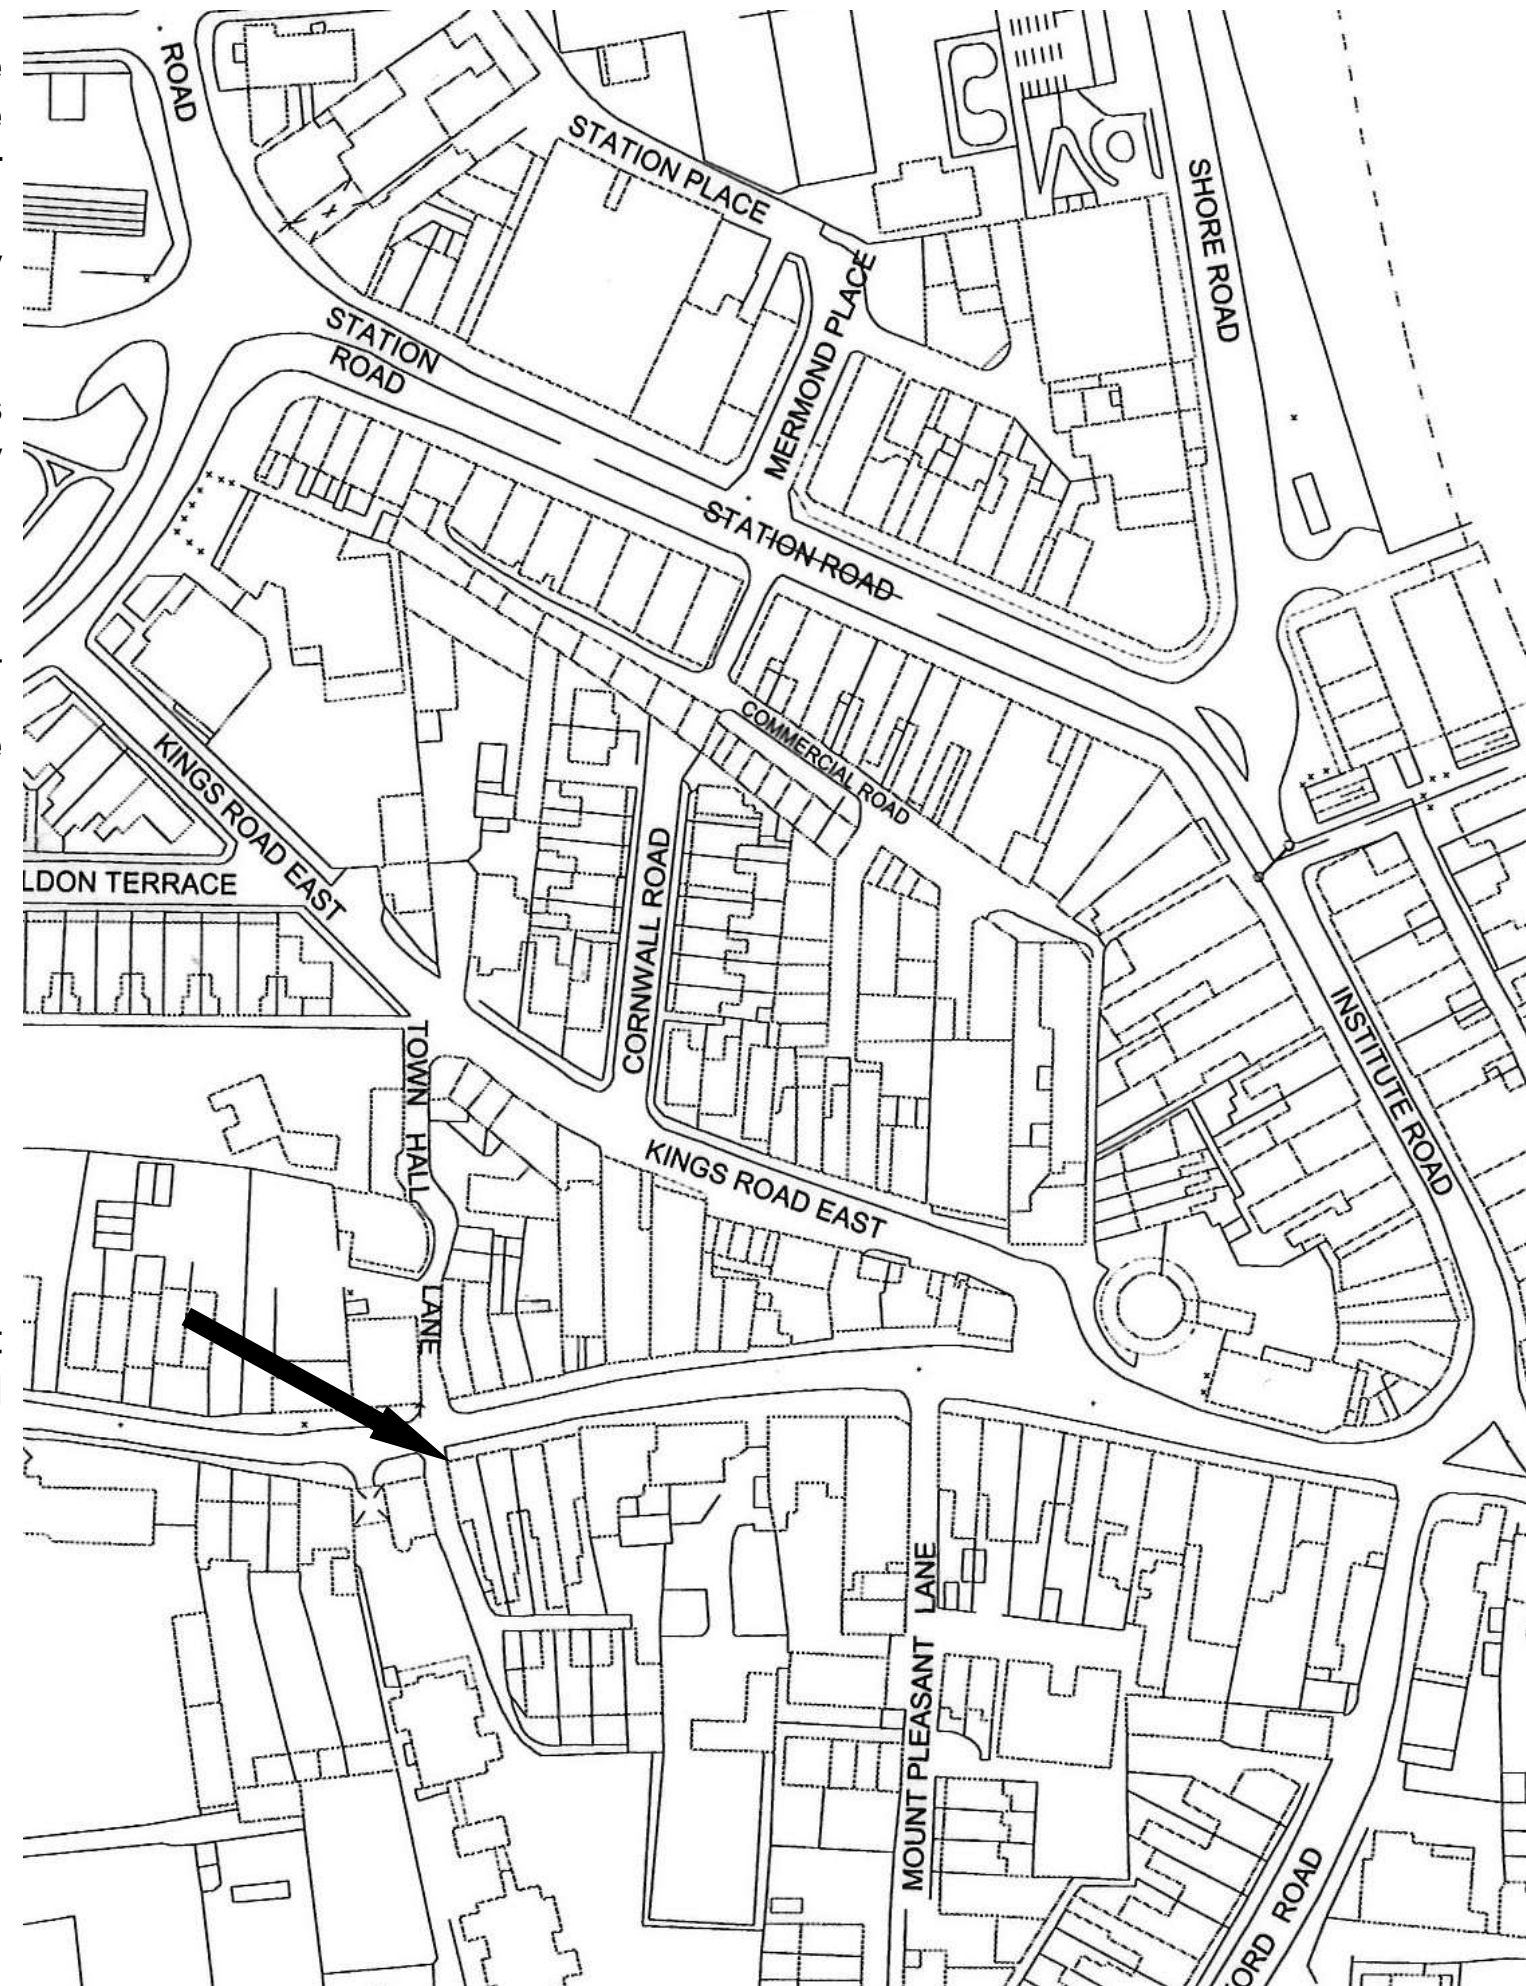 ROAD
STATION PLACE
SHORE ROAD
MERMOND PLACE
STATION
ROAD
STATION ROAD
COMMERCIAL ROAD
KINGS ROAD EAST
LDON TERRACE
CORNWALL ROAD
INSTITUTE ROAD
TOWN HALL LANE
KINGS ROAD EAST
MOUNT PLEASANT LANE
ORD ROAD